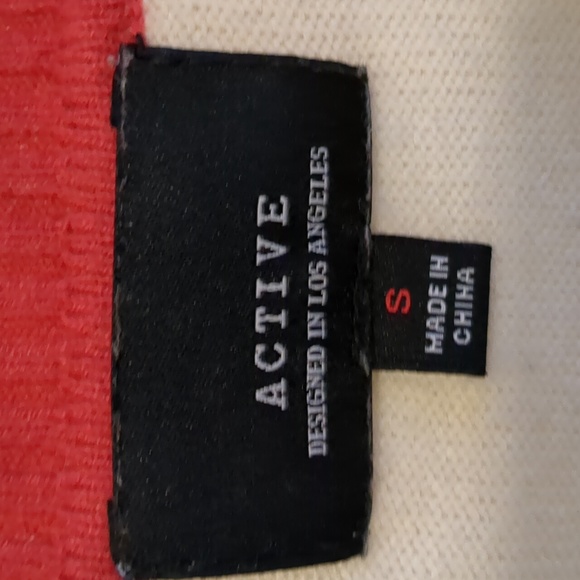 ACTIVE
DESIGNED IN LOS ANGELES
S
MADE IN
CHINA